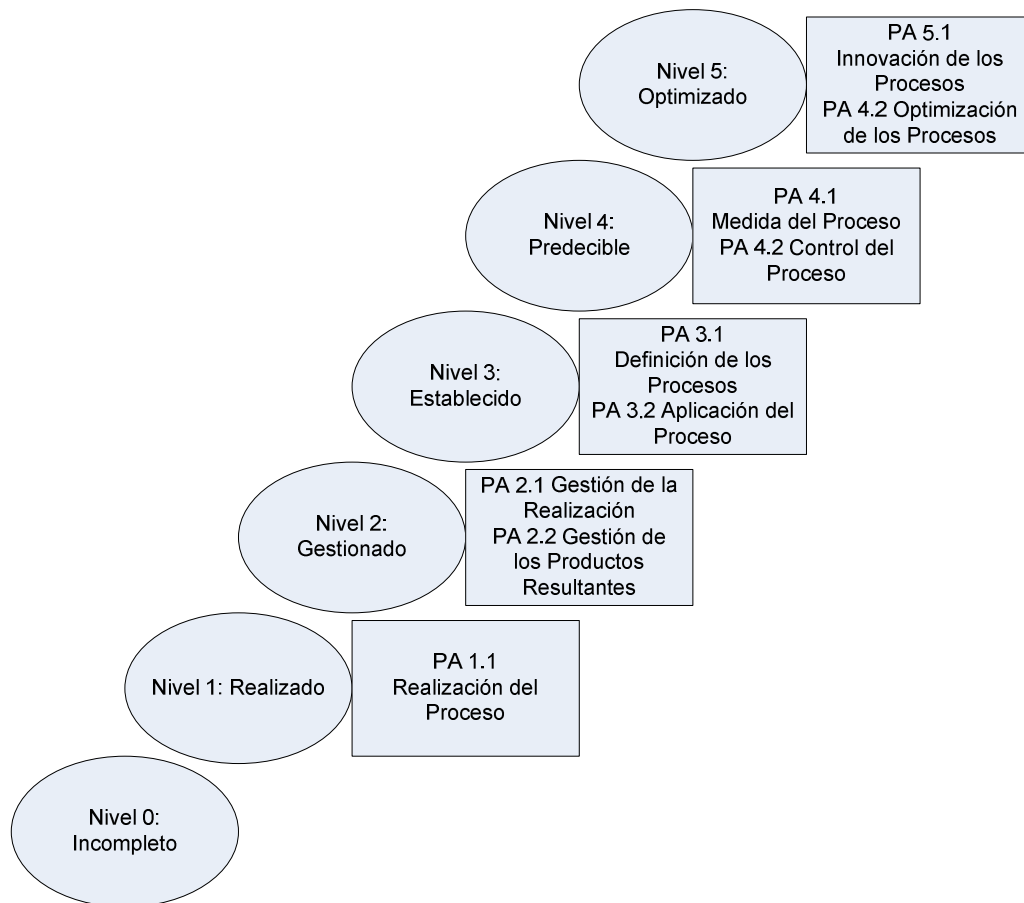 Nivel 5:
Optimizado
PA 5.1
Innovación de los
Procesos
PA 4.2 Optimización
de los Procesos
Nivel 4:
Predecible
PA 4.1
Medida del Proceso
PA 4.2 Control del
Proceso
Nivel 3:
Establecido
PA 3.1
Definición de los
Procesos
PA 3.2 Aplicación del
Proceso
Nivel 2:
Gestionado
PA 2.1 Gestión de la
Realización
PA 2.2 Gestión de
los Productos
Resultantes
Nivel 1: Realizado
PA 1.1
Realización del
Proceso
Nivel 0:
Incompleto